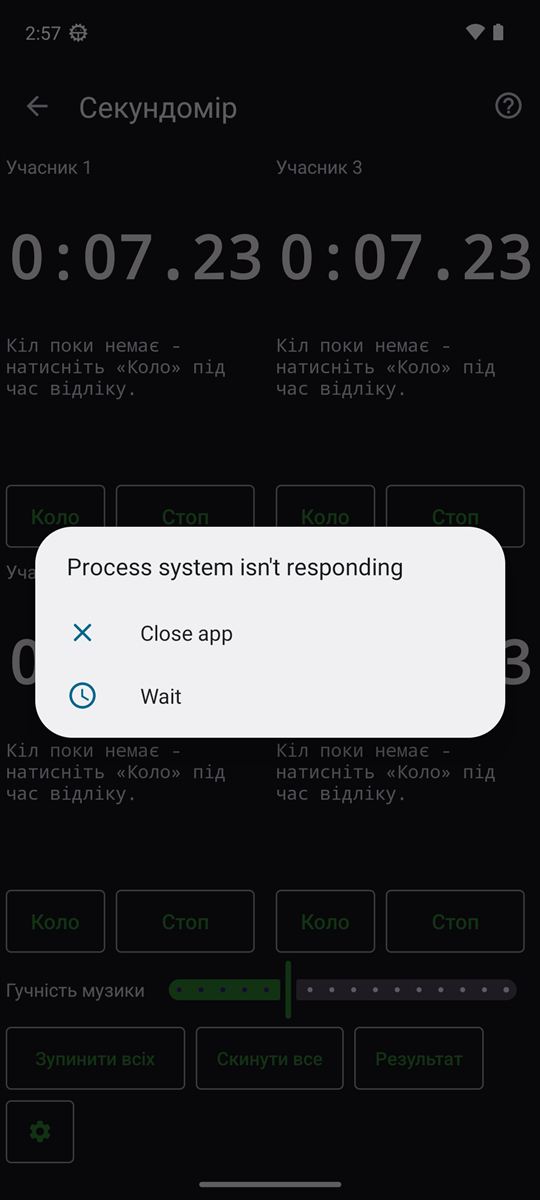 2:57
Секундомір
Учасник 1
Учасник 3
0:07.23
0:07.23
Кіл поки немає -
натисніть «Коло» під
час відліку.
Кіл поки немає -
натисніть «Коло» під
час відліку.
Коло
Стоп
Коло
Стоп
Process system isn't responding
Close app
Wait
Кіл поки немає -
натисніть «Коло» під
час відліку.
Кіл поки немає -
натисніть «Коло» під
час відліку.
Коло
Стоп
Коло
Стоп
Гучність музики
Зупинити всіх
Скинути все
Результат